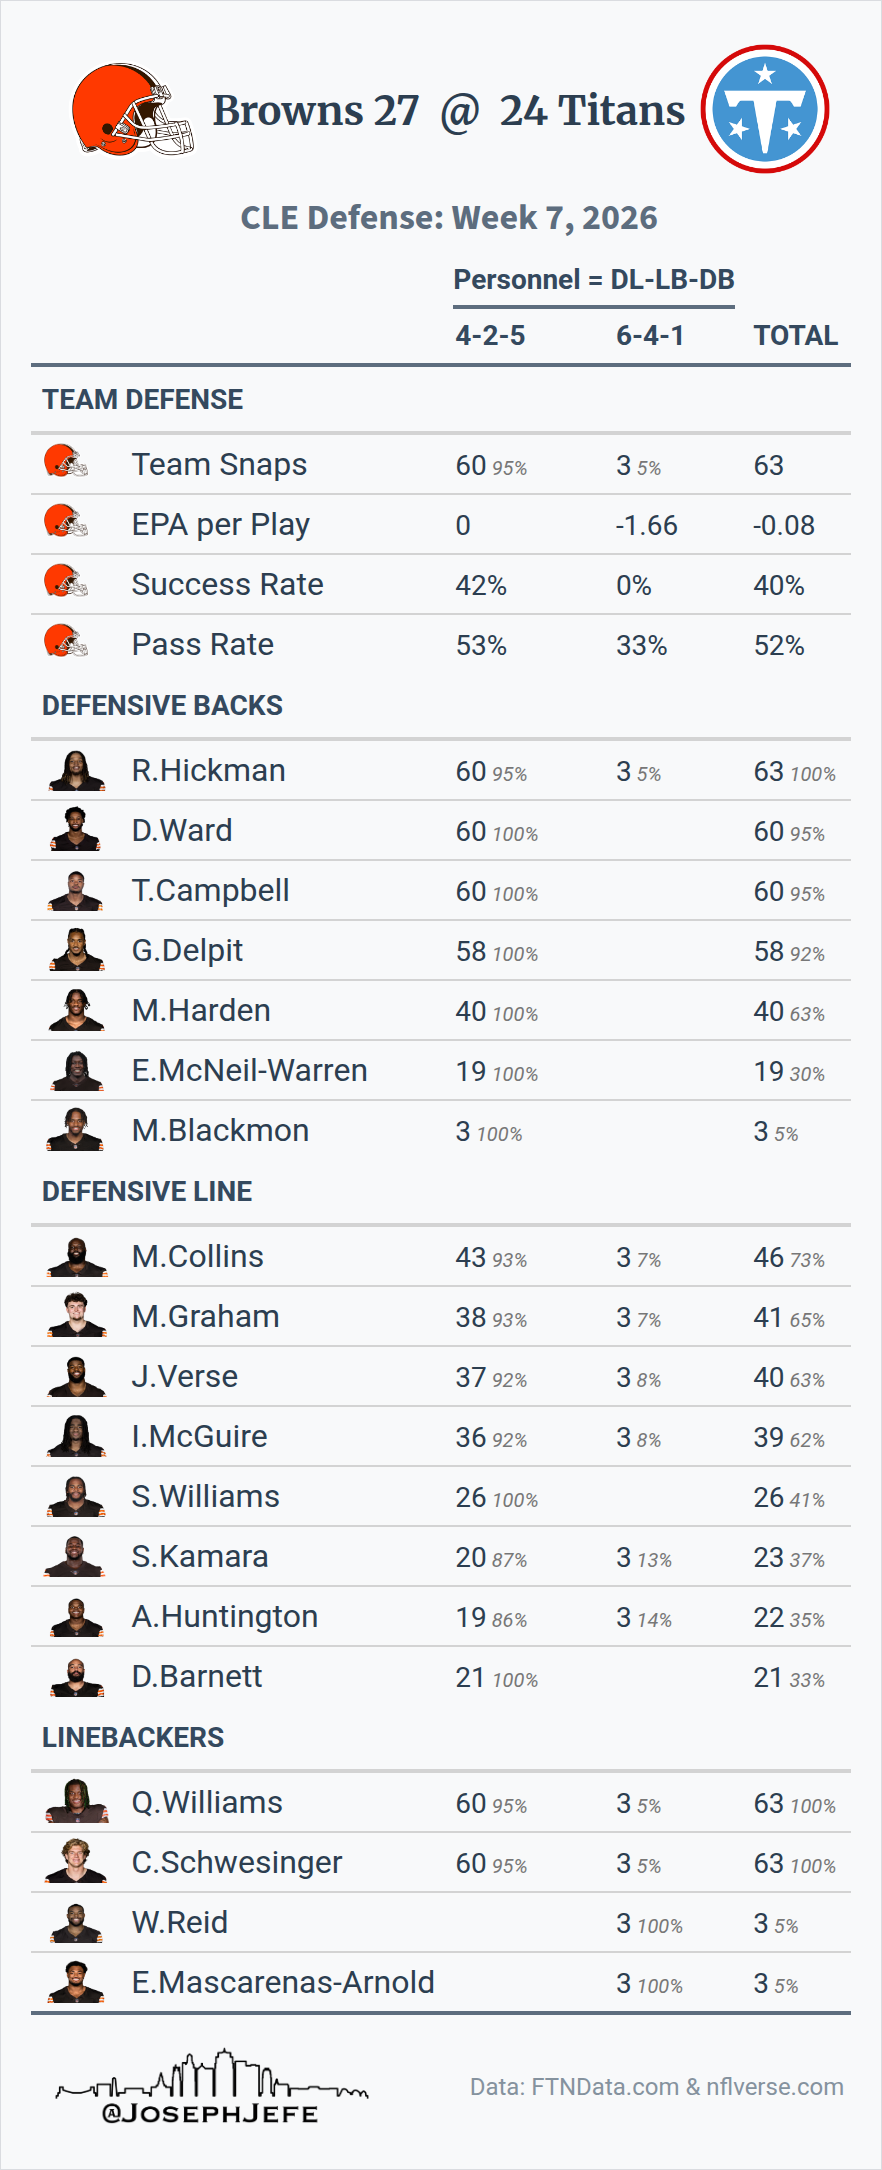 Browns 27 @ 24 Titans
CLE Defense: Week 7, 2026
Personnel = DL-LB-DB
4-2-5 6-4-1 TOTAL
TEAM DEFENSE
Team Snaps 60 95% 3 5% 63
EPA per Play 0 -1.66 -0.08
Success Rate 42% 0% 40%
Pass Rate 53% 33% 52%
DEFENSIVE BACKS
R.Hickman 60 95% 3 5% 63 100%
D.Ward 60 100% 60 95%
T.Campbell 60 100% 60 95%
G.Delpit 58 100% 58 92%
M.Harden 40 100% 40 63%
E.McNeil-Warren 19 100% 19 30%
M.Blackmon 3 100% 3 5%
DEFENSIVE LINE
M.Collins 43 93% 3 7% 46 73%
M.Graham 38 93% 3 7% 41 65%
J.Verse 37 92% 3 8% 40 63%
I.McGuire 36 92% 3 8% 39 62%
S.Williams 26 100% 26 41%
S.Kamara 20 87% 3 13% 23 37%
A.Huntington 19 86% 3 14% 22 35%
D.Barnett 21 100% 21 33%
LINEBACKERS
Q.Williams 60 95% 3 5% 63 100%
C.Schwesinger 60 95% 3 5% 63 100%
W.Reid 3 100% 3 5%
E.Mascarenas-Arnold 3 100% 3 5%
@JOSEPHJEFE
Data: FTNData.com & nflverse.com